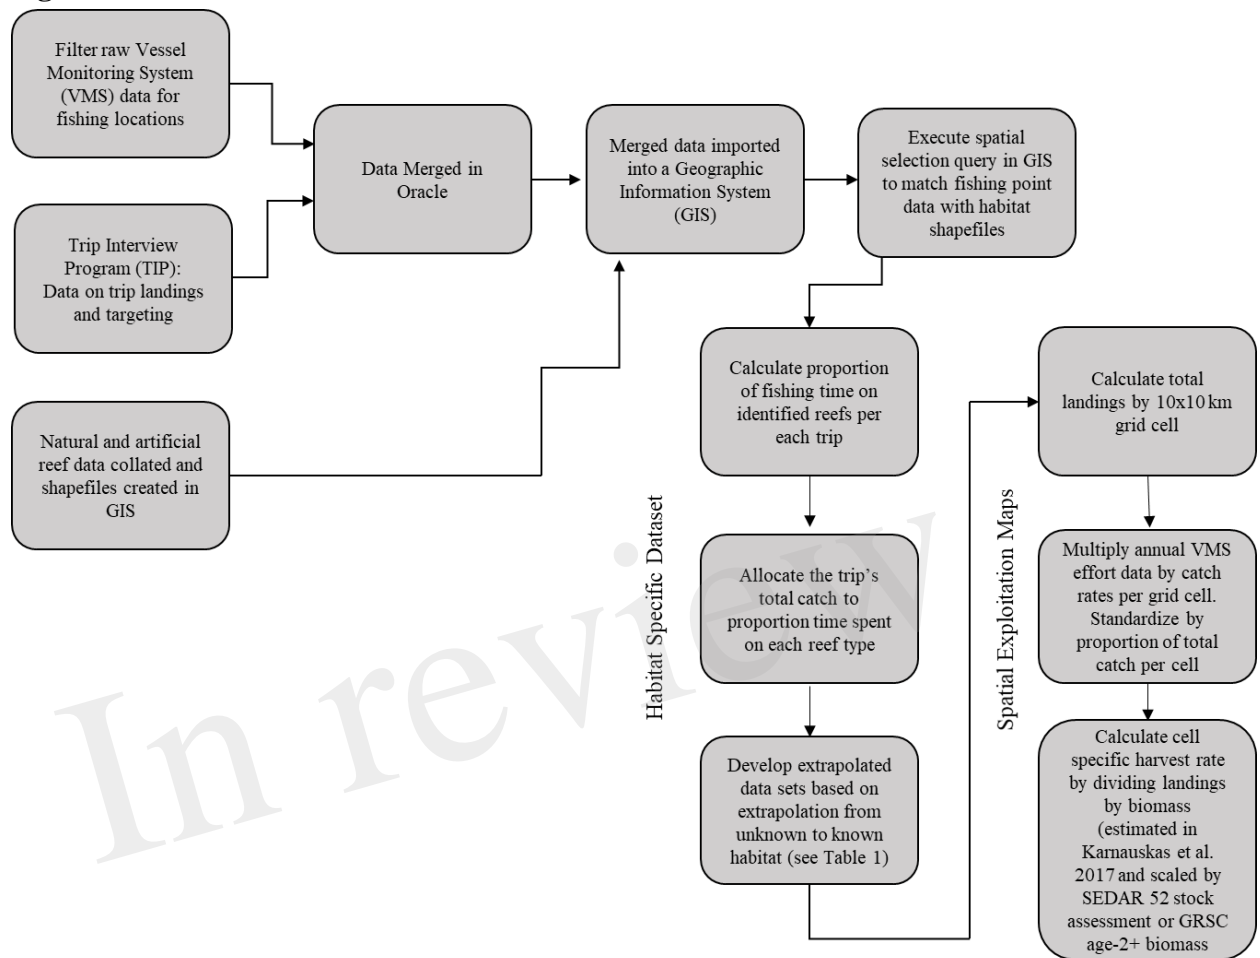 Filter raw Vessel
Monitoring System
(VMS) data for
fishing locations
Trip Interview
Program (TIP):
Data on trip landings
and targeting
Natural and artificial
reef data collated and
shapefiles created in
GIS
Data Merged in
Oracle
Merged data imported
into a Geographic
Information System
(GIS)
Execute spatial
selection query in GIS
to match fishing point
data with habitat
shapefiles
Habitat Specific Dataset
Calculate proportion
of fishing time on
identified reefs per
each trip
Allocate the trip’s
total catch to
proportion time spent
on each reef type
Develop extrapolated
data sets based on
extrapolation from
unknown to known
habitat (see Table 1)
Spatial Exploitation Maps
Calculate total
landings by 10x10 km
grid cell
Multiply annual VMS
effort data by catch
rates per grid cell.
Standardize by
proportion of total
catch per cell
Calculate cell
specific harvest rate
by dividing landings
by biomass
(estimated in
Karnauskas et al.
2017 and scaled by
SEDAR 52 stock
assessment or GRSC
age-2+ biomass
In review